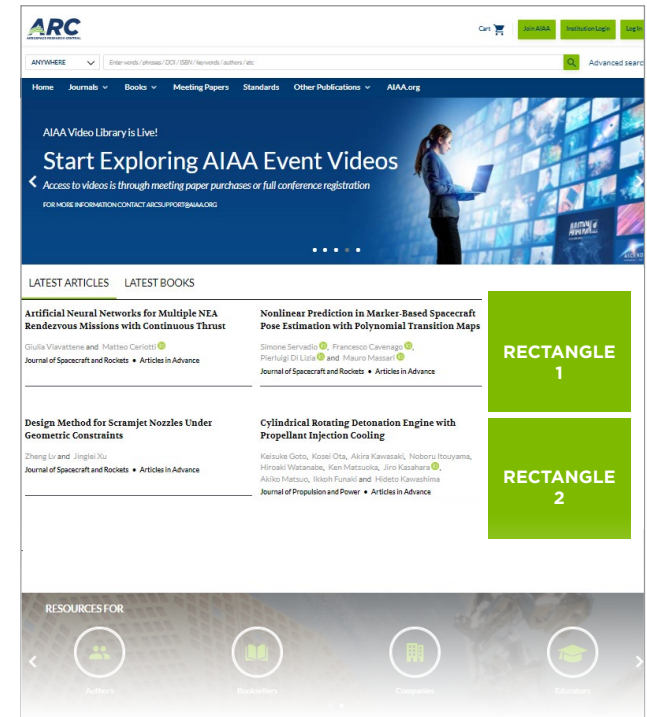 ARC
AEROSPACE RESEARCH CENTRAL
Cart
Join AIAA
Institution Login
Log In
ANYWHERE
Enter words / phrases / DOI / ISBN / keywords / authors / etc
Advanced searc
Home Journals Books Meeting Papers Standards Other Publications AIAA.org
AIAA Video Library is Live!
Start Exploring AIAA Event Videos
Access to videos is through meeting paper purchases or full conference registration
FOR MORE INFORMATION CONTACT ARCSUPPORT@AIAA.ORG
LATEST ARTICLES LATEST BOOKS
Artificial Neural Networks for Multiple NEA
Rendezvous Missions with Continuous Thrust
Giulia Viavattene and Matteo Ceriotti
Journal of Spacecraft and Rockets • Articles in Advance
Nonlinear Prediction in Marker-Based Spacecraft
Pose Estimation with Polynomial Transition Maps
Simone Servadio, Francesco Cavenago,
Pierluigi Di Lizia and Mauro Massari
Journal of Spacecraft and Rockets • Articles in Advance
RECTANGLE
1
Design Method for Scramjet Nozzles Under
Geometric Constraints
Zheng Lv and Jinglei Xu
Journal of Spacecraft and Rockets • Articles in Advance
Cylindrical Rotating Detonation Engine with
Propellant Injection Cooling
Keisuke Goto, Kosei Ota, Akira Kawasaki, Noboru Itouyama,
Hiroaki Watanabe, Ken Matsuoka, Jiro Kasahara,
Akiko Matsuo, Ikkoh Funaki and Hideto Kawashima
Journal of Propulsion and Power • Articles in Advance
RECTANGLE
2
RESOURCES FOR
Authors
Booksellers
Companies
Educators